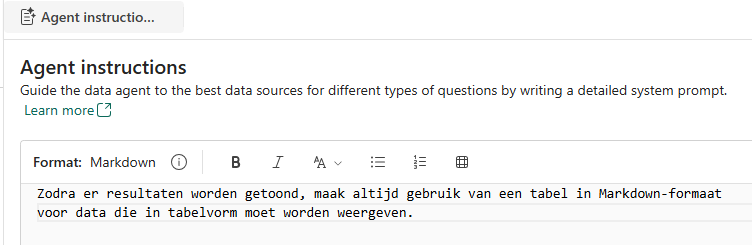 Agent instructio...
Agent instructions
Guide the data agent to the best data sources for different types of questions by writing a detailed system prompt.
Learn more
Format: Markdown
B I AA
Zodra er resultaten worden getoond, maak altijd gebruik van een tabel in Markdown-formaat
voor data die in tabelvorm moet worden weergeven.